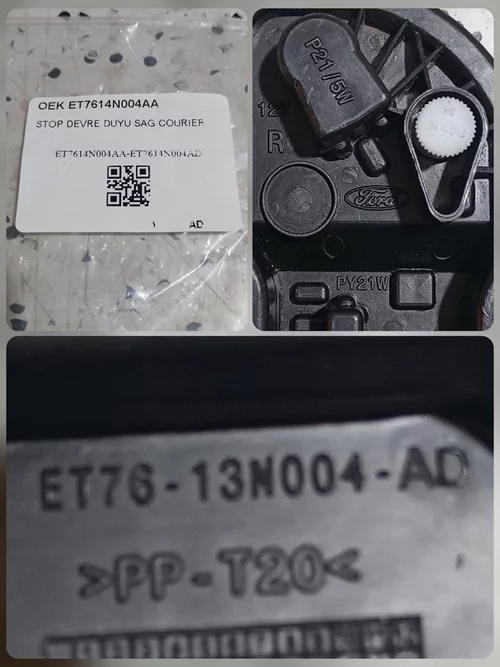 OEK ET7614N004AA
STOP DEVRE DUYU SAG COURIER
ET7614N004AA-ET7614N004AD
AD
P21/5W
12V
R
Ford
PY21W
ET76-13N004-AD
>PP-T20<